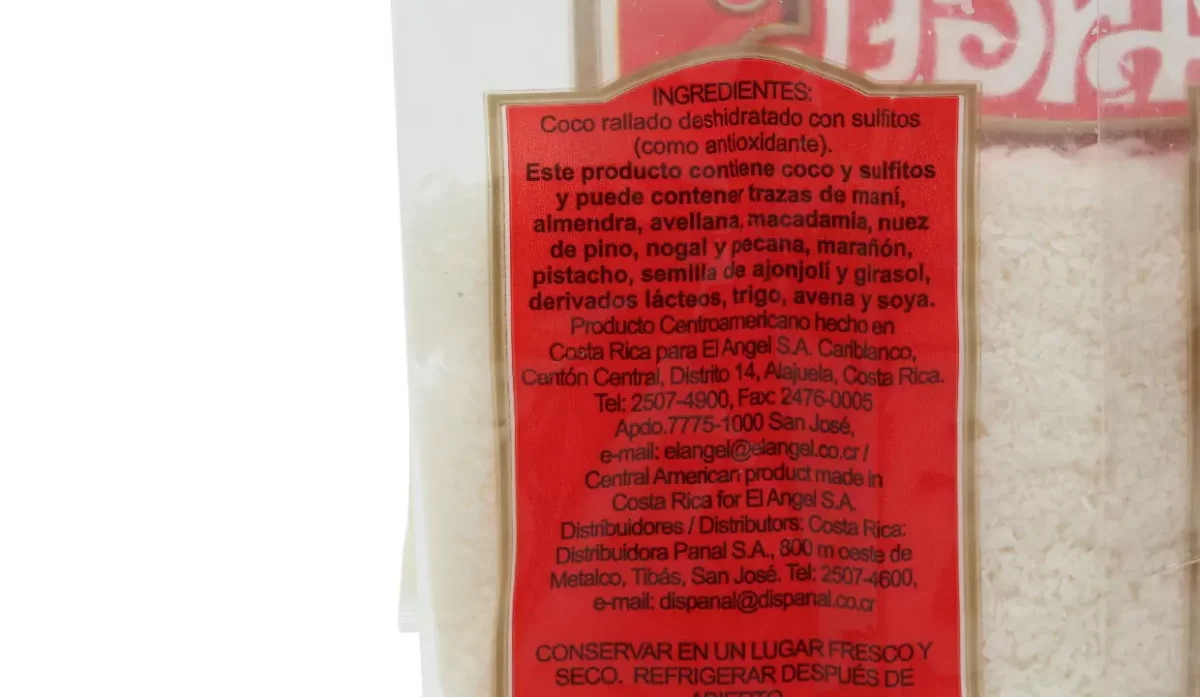 INGREDIENTES:
Coco rallado deshidratado con sulfitos
(como antioxidante).
Este producto contiene coco y sulfitos
y puede contener trazas de maní,
almendra, avellana, macadamia, nuez
de pino, nogal y pecana, marañón,
pistacho, semilla de ajonjolí y girasol,
derivados lácteos, trigo, avena y soya.
Producto Centroamericano hecho en
Costa Rica para El Angel S.A. Cariblanco,
Cantón Central, Distrito 14, Alajuela, Costa Rica.
Tel: 2507-4900, Fax: 2476-0005
Apdo.7775-1000 San José,
e-mail: elangel@elangel.co.cr /
Central American product made in
Costa Rica for El Angel S.A.
Distribuidores / Distributors: Costa Rica:
Distribuidora Panal S.A., 800 m oeste de
Metalco, Tibás, San José. Tel: 2507-4600,
e-mail: dispanal@dispanal.co.cr
CONSERVAR EN UN LUGAR FRESCO Y
SECO. REFRIGERAR DESPUÉS DE